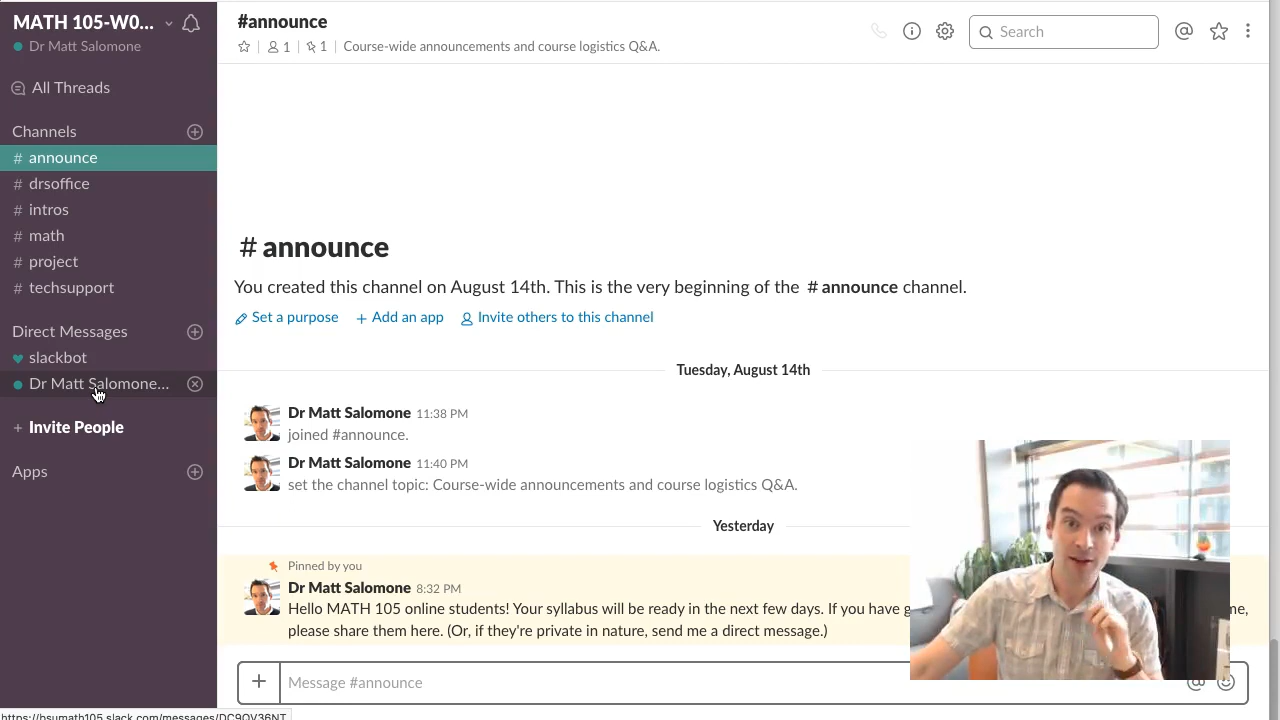 MATH 105-W0...
Dr Matt Salomone
All Threads
Channels
# announce
# drsoffice
# intros
# math
# project
# techsupport
Direct Messages
slackbot
Dr Matt Salomone...
+ Invite People
Apps
#announce
1
1
Course-wide announcements and course logistics Q&A.
Search
# announce
You created this channel on August 14th. This is the very beginning of the # announce channel.
Set a purpose
+ Add an app
Invite others to this channel
Tuesday, August 14th
Dr Matt Salomone 11:38 PM
joined #announce.
Dr Matt Salomone 11:40 PM
set the channel topic: Course-wide announcements and course logistics Q&A.
Yesterday
Pinned by you
Dr Matt Salomone 8:32 PM
Hello MATH 105 online students! Your syllabus will be ready in the next few days. If you have
please share them here. (Or, if they're private in nature, send me a direct message.)
+ Message #announce